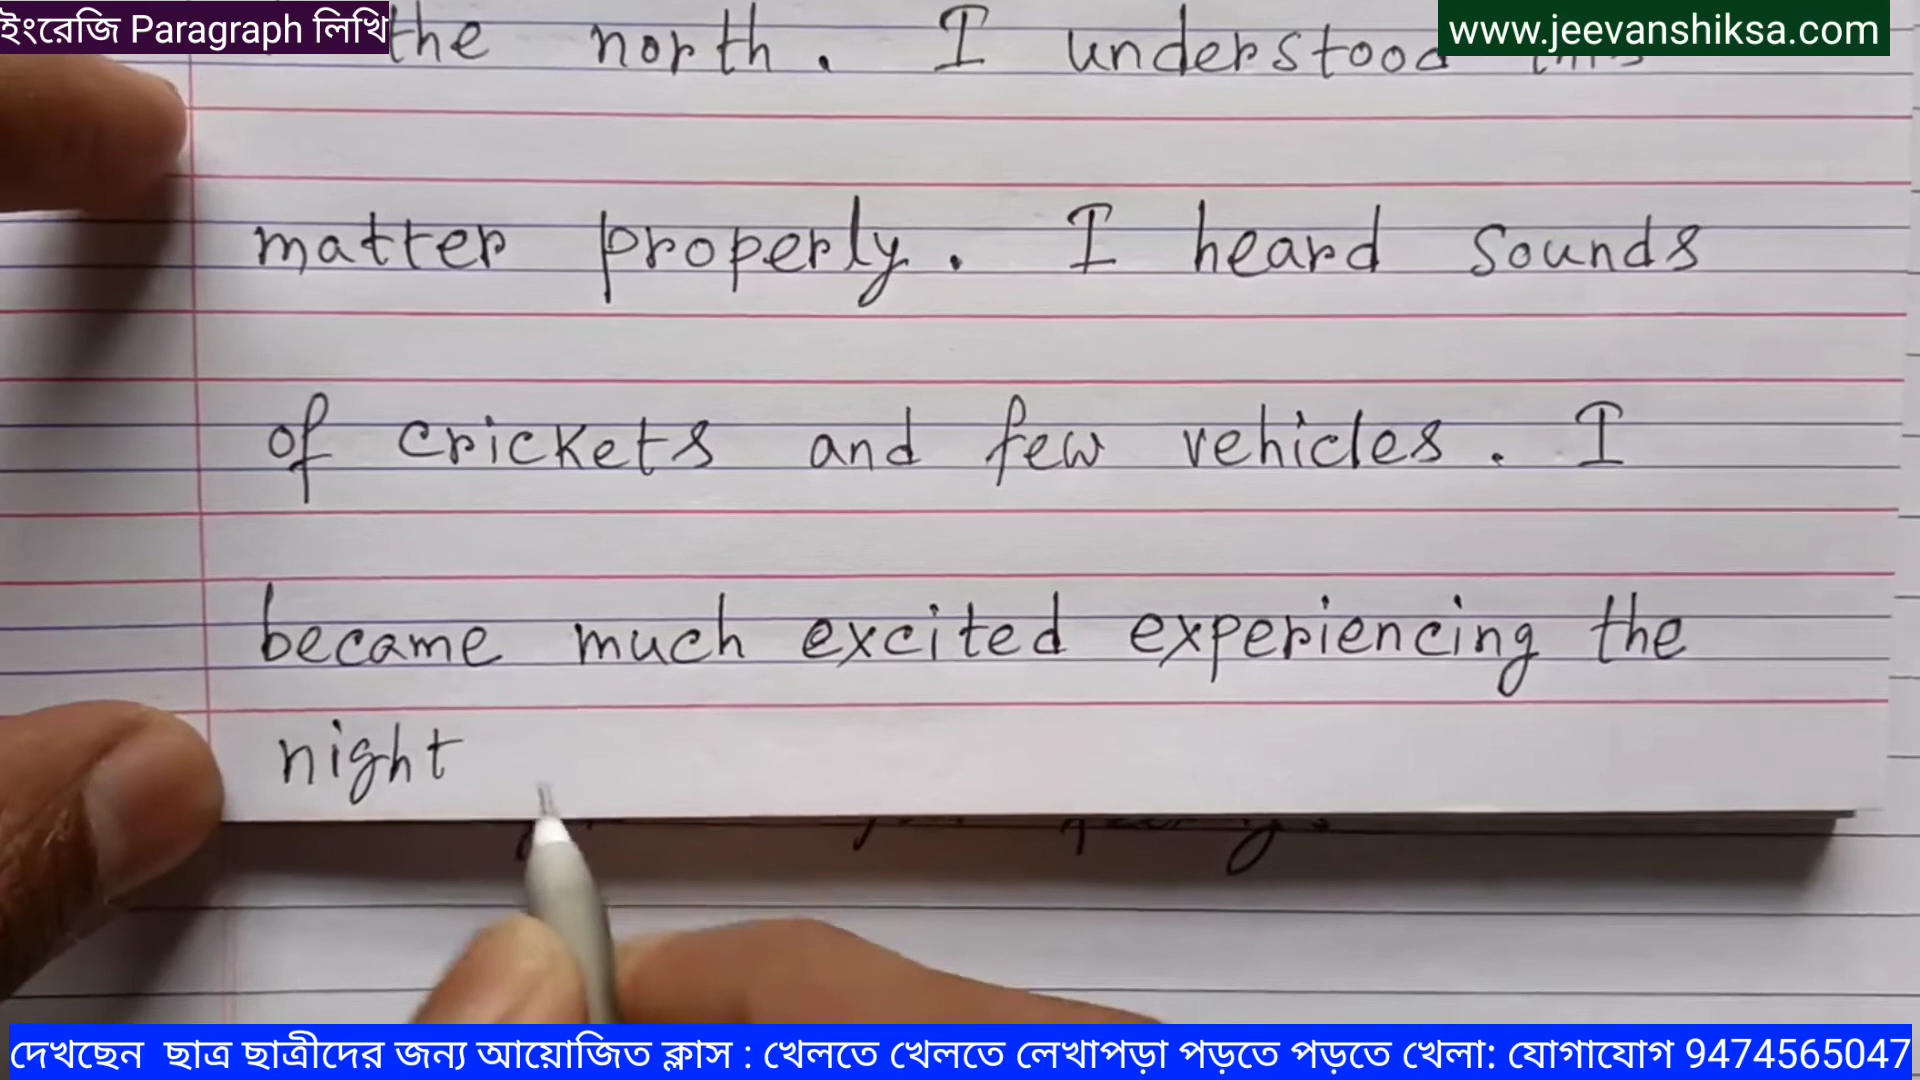 ইংরেজি Paragraph লিখি
www.jeevanshiksa.com
the north. I understood this
matter properly. I heard sounds
of crickets and few vehicles. I
became much excited experiencing the
night
দেখছেন ছাত্র ছাত্রীদের জন্য আয়োজিত ক্লাস : খেলতে খেলতে লেখাপড়া পড়তে পড়তে খেলা: যোগাযোগ 9474565047